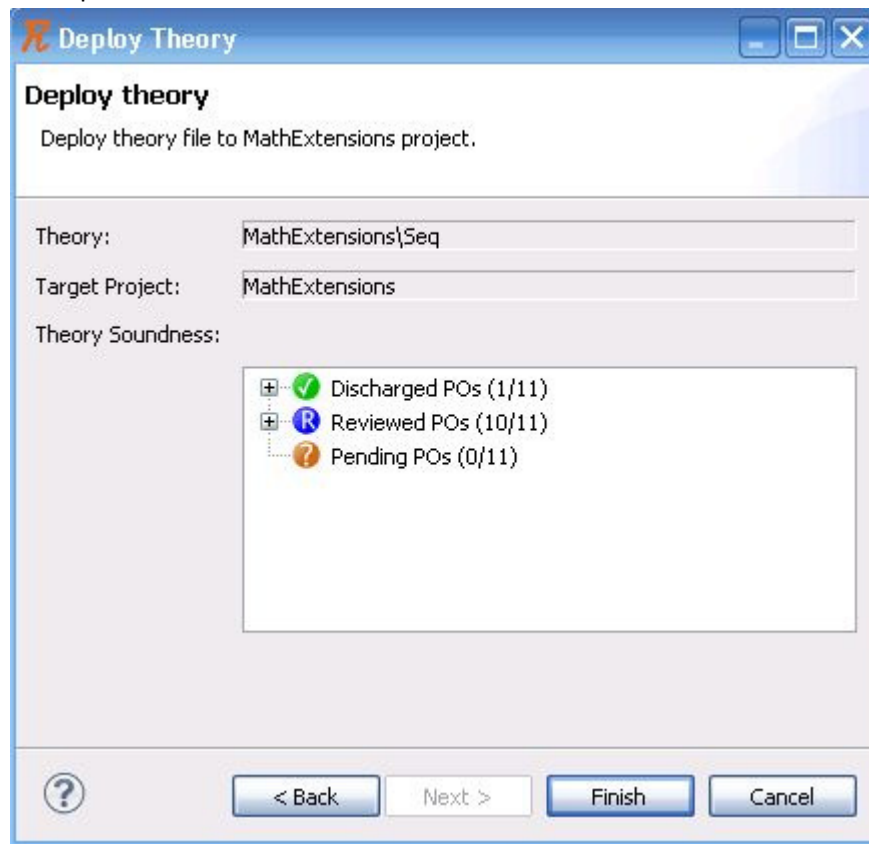 Deploy Theory
Deploy theory
Deploy theory file to MathExtensions project.
Theory: MathExtensions\Seq
Target Project: MathExtensions
Theory Soundness:
Discharged POs (1/11)
R Reviewed POs (10/11)
? Pending POs (0/11)
? < Back Next > Finish Cancel